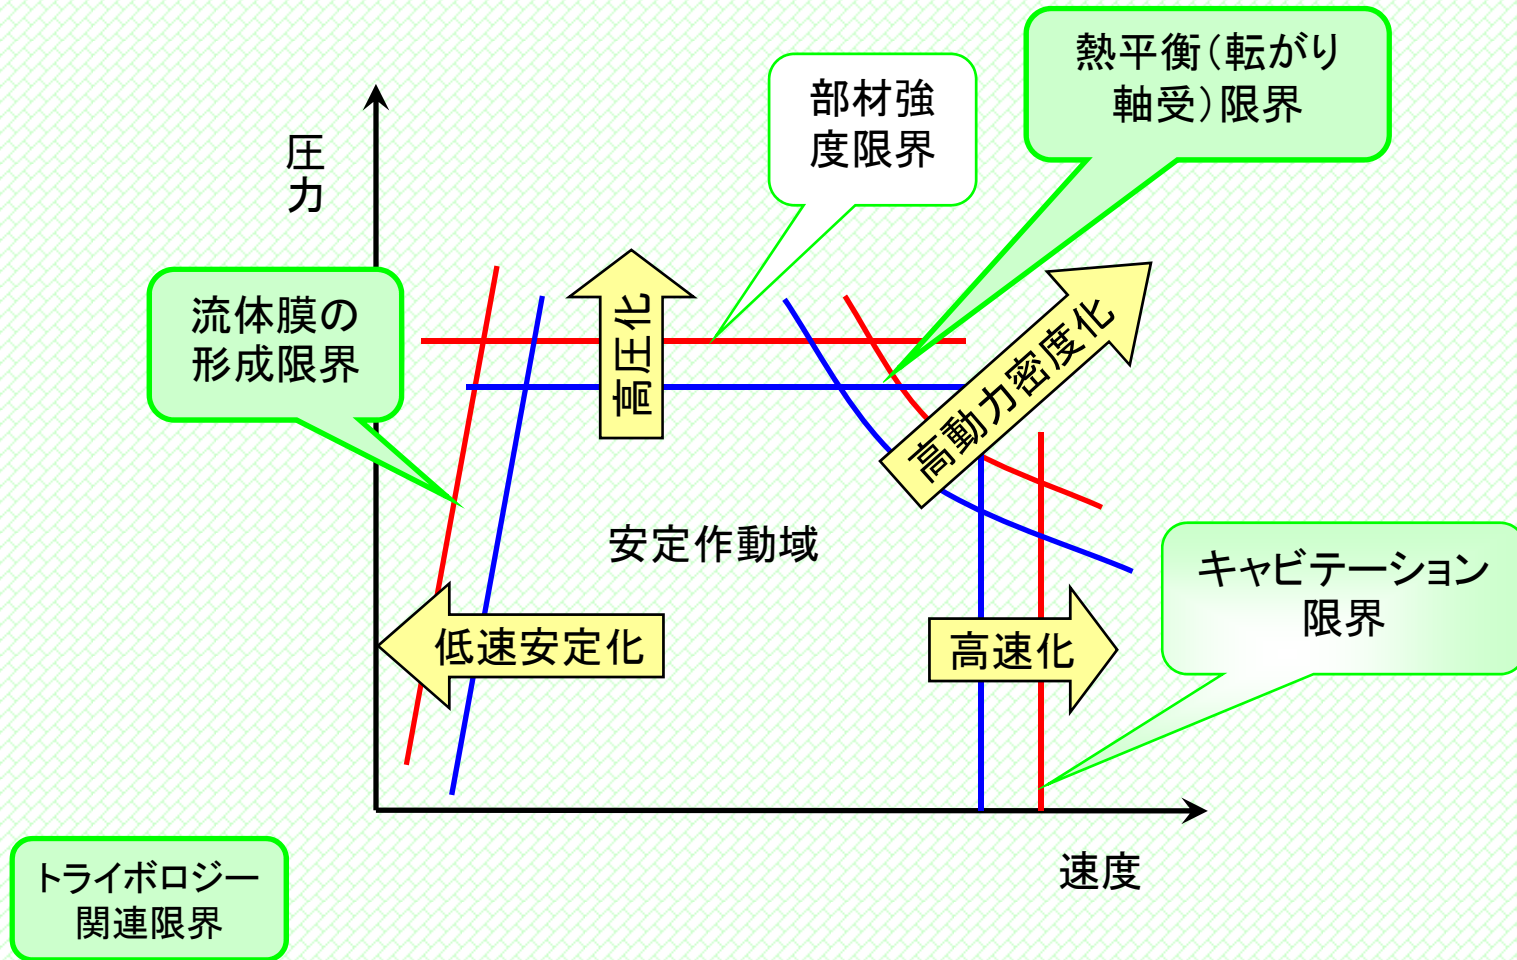 熱平衡（転がり
軸受）限界
部材強
度限界
圧
力
流体膜の
形成限界
高圧化
高動力密度化
安定作動域
キャビテーション
限界
低速安定化
高速化
速度
トライボロジー
関連限界